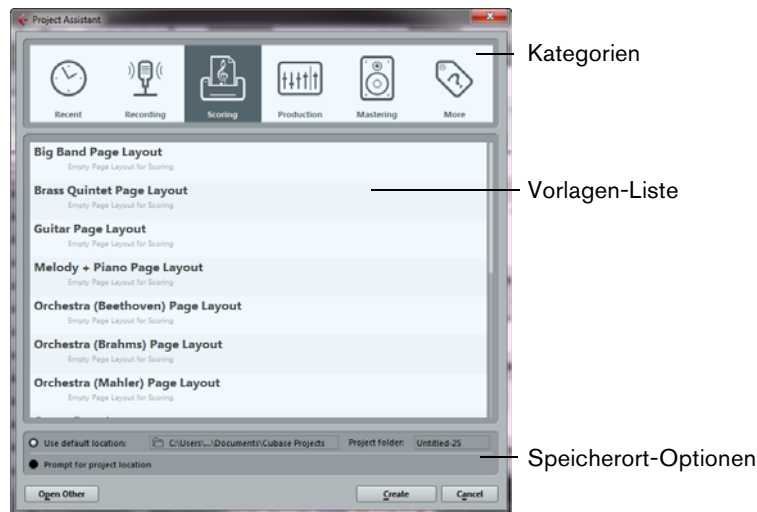 Project Assistant
Recent
Recording
Scoring
Production
Mastering
More
Kategorien
Big Band Page Layout
Empty Page Layout for Scoring
Brass Quintet Page Layout
Empty Page Layout for Scoring
Vorlagen-Liste
Guitar Page Layout
Empty Page Layout for Scoring
Melody + Piano Page Layout
Empty Page Layout for Scoring
Orchestra (Beethoven) Page Layout
Empty Page Layout for Scoring
Orchestra (Brahms) Page Layout
Empty Page Layout for Scoring
Orchestra (Mahler) Page Layout
Empty Page Layout for Scoring
Use default location: C:\Users\...\Documents\Cubase Projects Project folder: Untitled-25
Prompt for project location
Speicherort-Optionen
Open Other Create Cancel